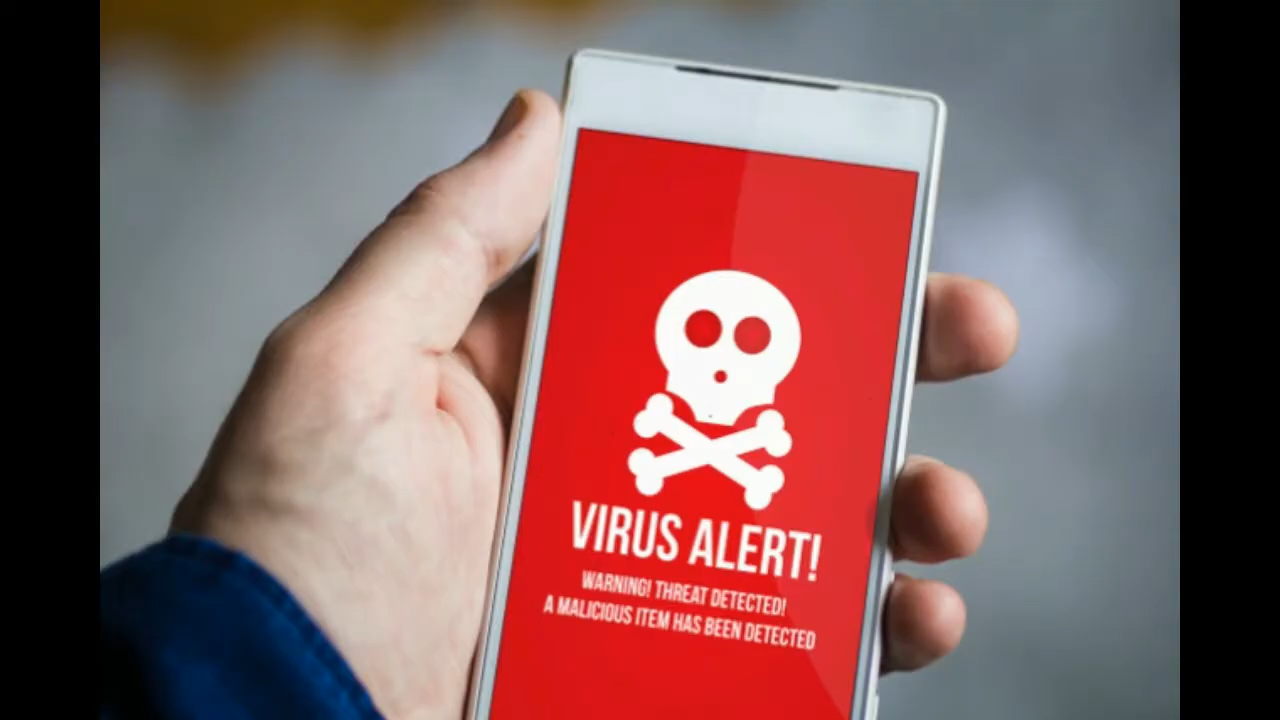 VIRUS ALERT!
WARNING! THREAT DETECTED!
A MALICIOUS ITEM HAS BEEN DETECTED